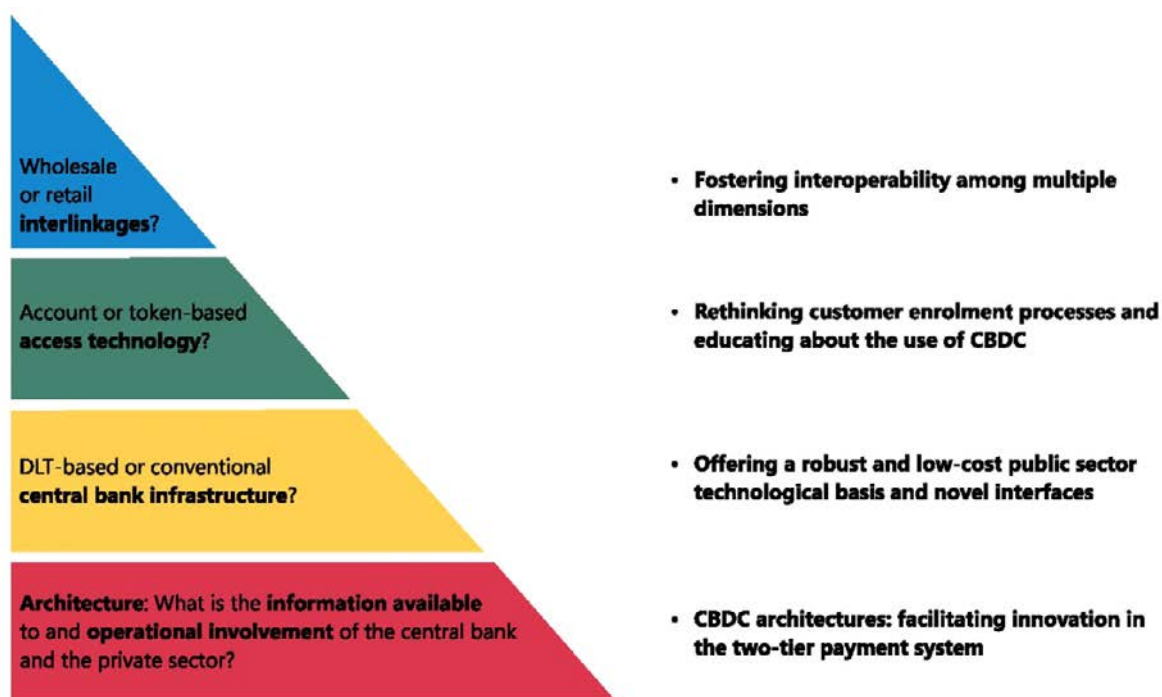 Wholesale
or retail
interlinkages?
• Fostering interoperability among multiple
dimensions
Account or token-based
access technology?
• Rethinking customer enrolment processes and
educating about the use of CBDC
DLT-based or conventional
central bank infrastructure?
• Offering a robust and low-cost public sector
technological basis and novel interfaces
Architecture: What is the information available
to and operational involvement of the central bank
and the private sector?
• CBDC architectures: facilitating innovation in
the two-tier payment system